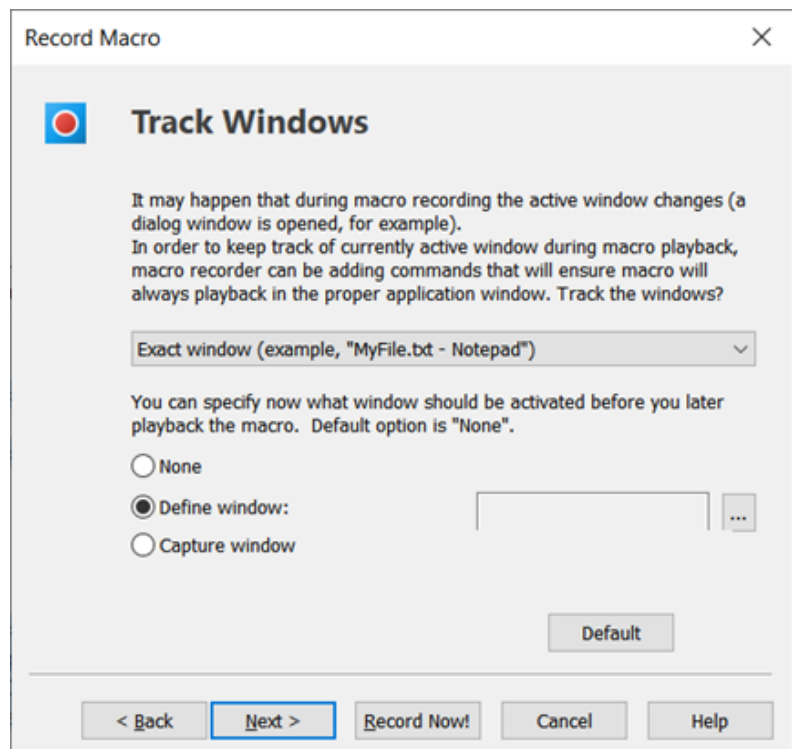 Record Macro
Track Windows
It may happen that during macro recording the active window changes (a
dialog window is opened, for example).
In order to keep track of currently active window during macro playback,
macro recorder can be adding commands that will ensure macro will
always playback in the proper application window. Track the windows?
Exact window (example, "MyFile.txt - Notepad")
You can specify now what window should be activated before you later
playback the macro.  Default option is "None".
None
Define window:
...
Capture window
Default
< Back
Next >
Record Now!
Cancel
Help